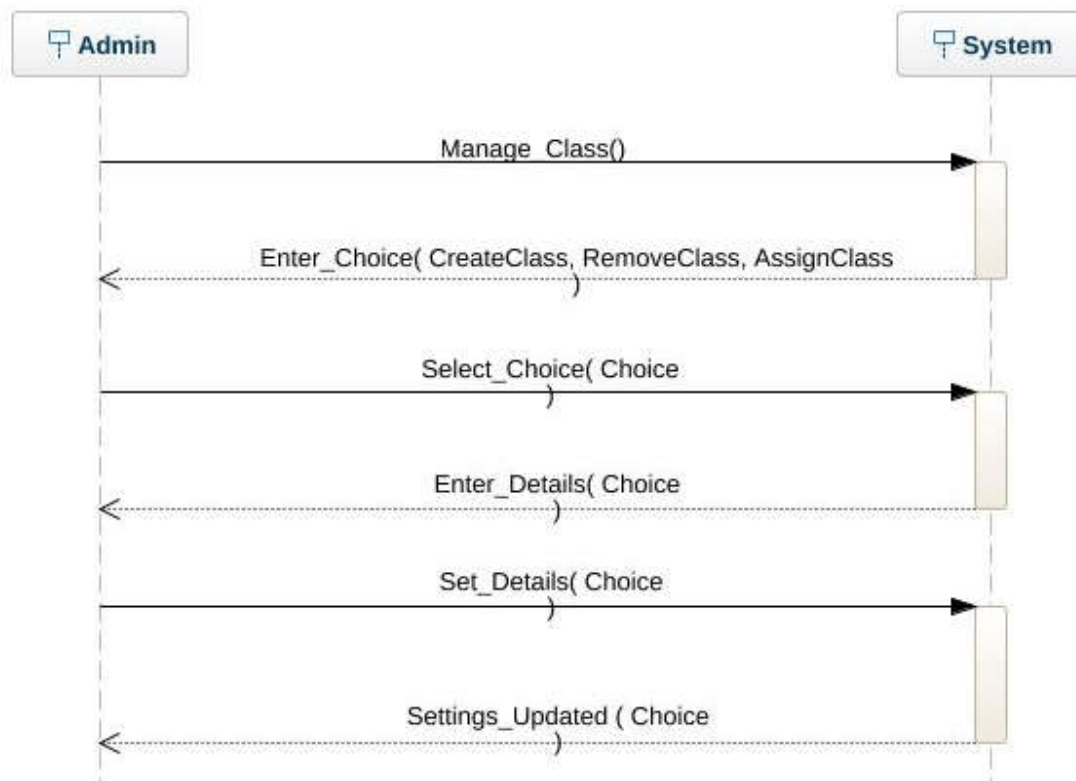 Admin
System
Manage_Class()
Enter_Choice( CreateClass, RemoveClass, AssignClass
)
Select_Choice( Choice
)
Enter_Details( Choice
)
Set_Details( Choice
)
Settings_Updated ( Choice
)